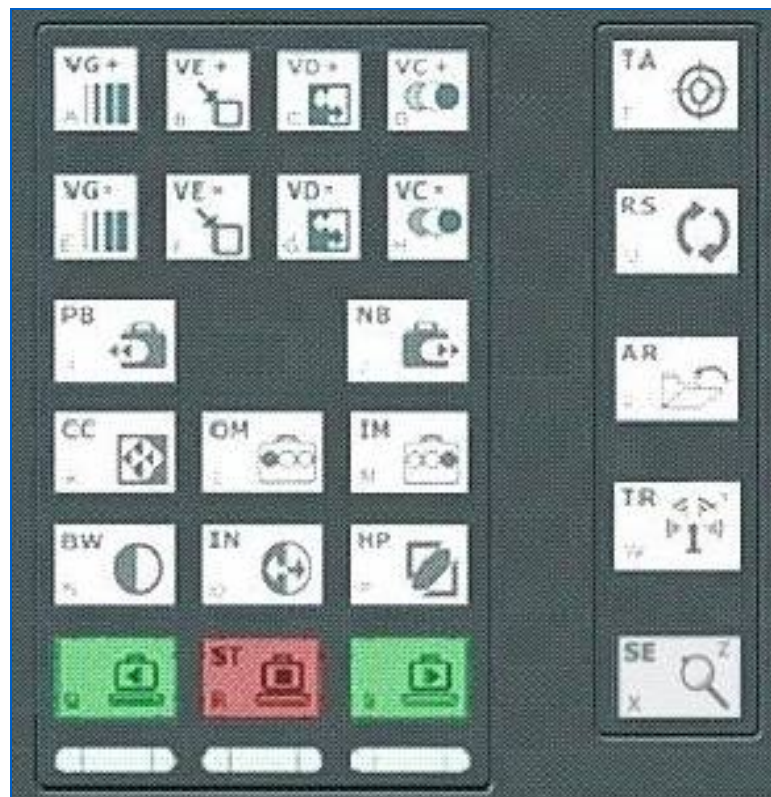 VG + VE + VD + VC + TA
A
VG - VE - VD - VC - RS
E F G H U
PB NB AR
CC OM IM TR
M W
BW IN HP SE Z
ST X
R